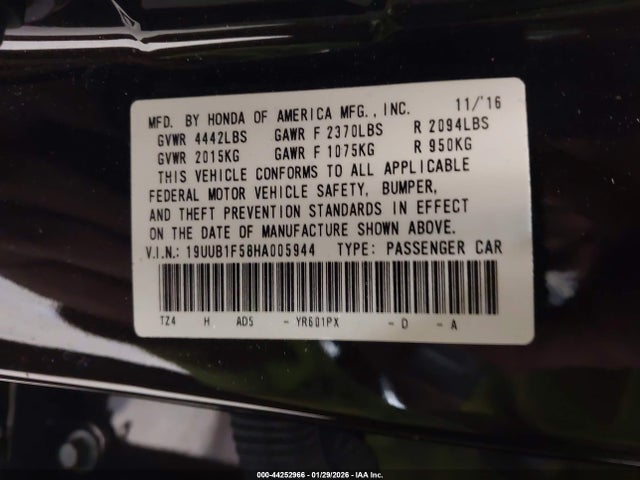 MFD. BY HONDA OF AMERICA MFG., INC. 11/'16
GVWR 4442LBS GAWR F 2370LBS R 2094LBS
GVWR 2015KG GAWR F 1075KG R 950KG
THIS VEHICLE CONFORMS TO ALL APPLICABLE
FEDERAL MOTOR VEHICLE SAFETY, BUMPER,
AND THEFT PREVENTION STANDARDS IN EFFECT
ON THE DATE OF MANUFACTURE SHOWN ABOVE.
V.I.N.: 19UUB1F58HA005944 TYPE: PASSENGER CAR
TZ4 H ADS - YR601PX - D - A
000-44252966 - 01/29/2026 - IAA Inc.